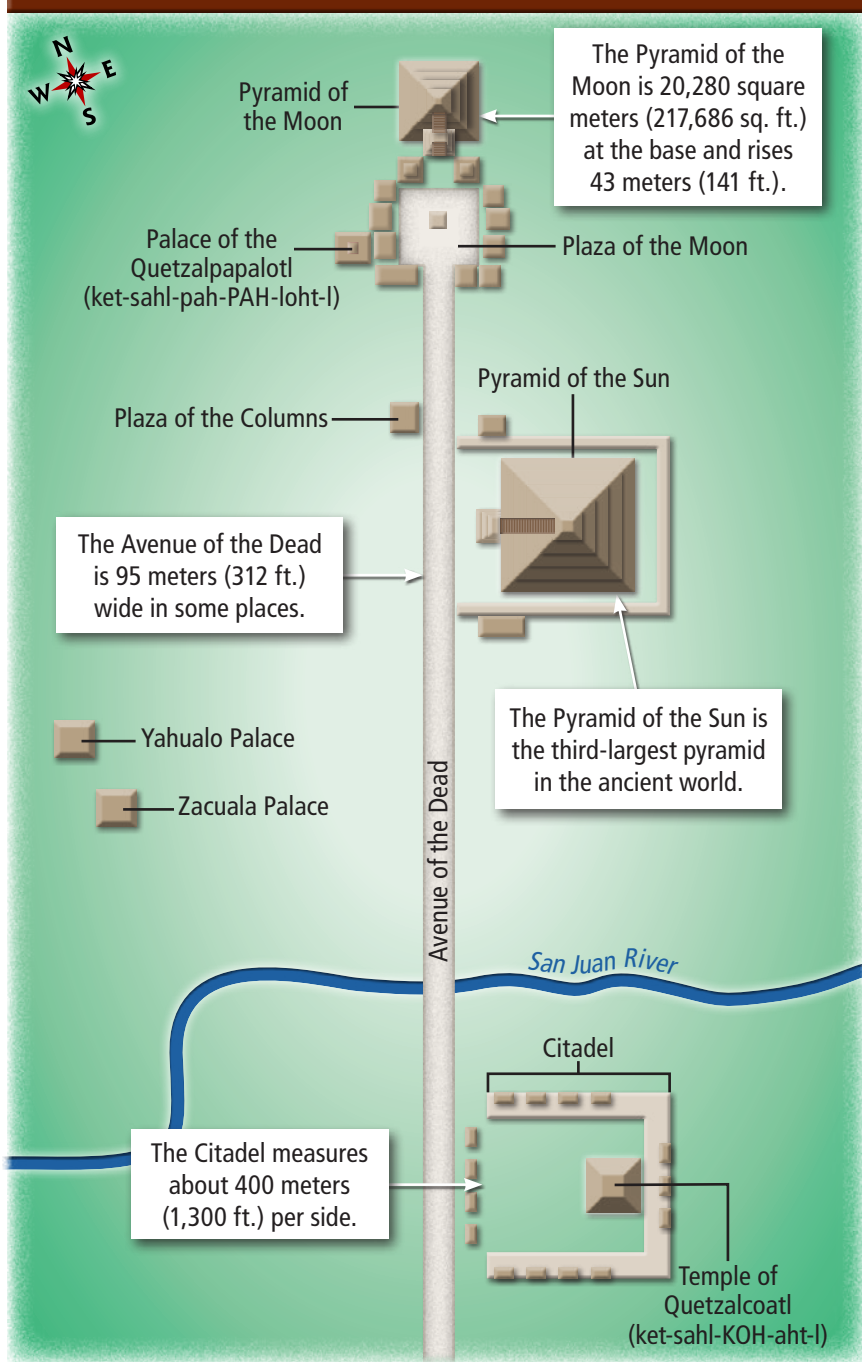 N
W
E
S
Pyramid of
the Moon
The Pyramid of the
Moon is 20,280 square
meters (217,686 sq. ft.)
at the base and rises
43 meters (141 ft.).
Palace of the
Quetzalpapalotl
(ket-sahl-pah-PAH-loht-l)
Plaza of the Moon
Plaza of the Columns
Pyramid of the Sun
The Avenue of the Dead
is 95 meters (312 ft.)
wide in some places.
The Pyramid of the Sun is
the third-largest pyramid
in the ancient world.
Yahualo Palace
Zacuala Palace
Avenue of the Dead
San Juan River
Citadel
The Citadel measures
about 400 meters
(1,300 ft.) per side.
Temple of
Quetzalcoatl
(ket-sahl-KOH-aht-l)